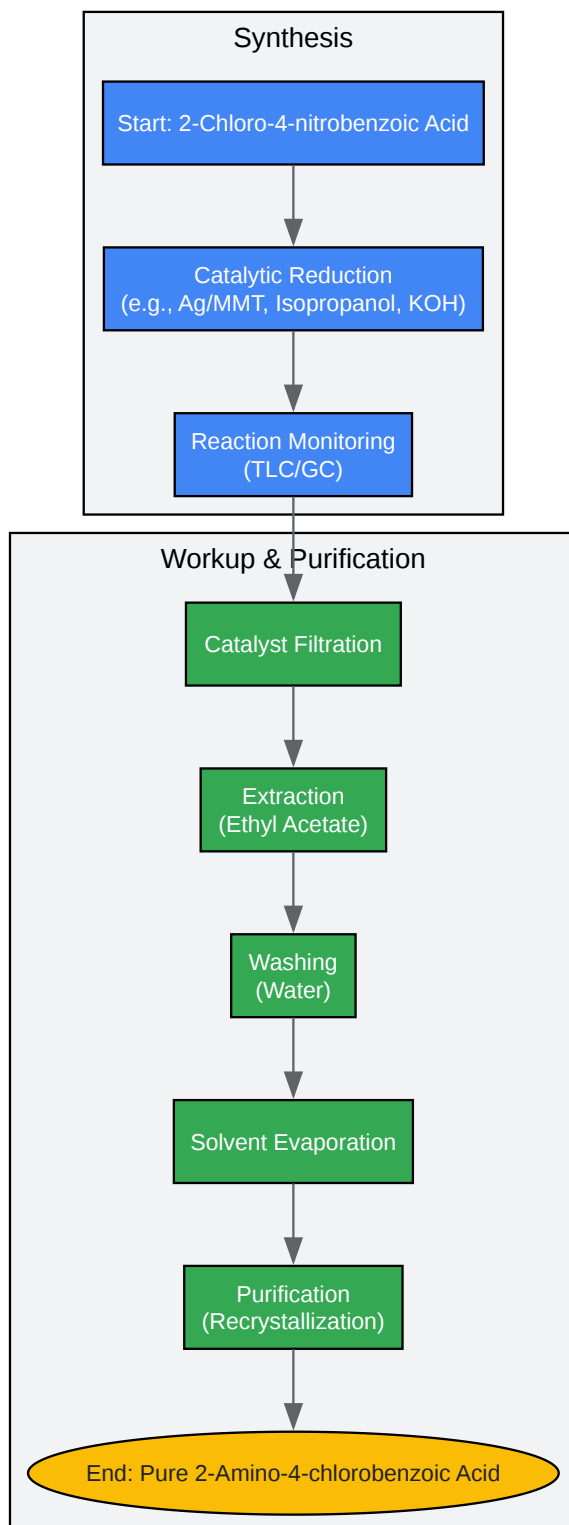 Synthesis
Start: 2-Chloro-4-nitrobenzoic Acid
Catalytic Reduction
(e.g., Ag/MMT, Isopropanol, KOH)
Reaction Monitoring
(TLC/GC)
Workup & Purification
Catalyst Filtration
Extraction
(Ethyl Acetate)
Washing
(Water)
Solvent Evaporation
Purification
(Recrystallization)
End: Pure 2-Amino-4-chlorobenzoic Acid